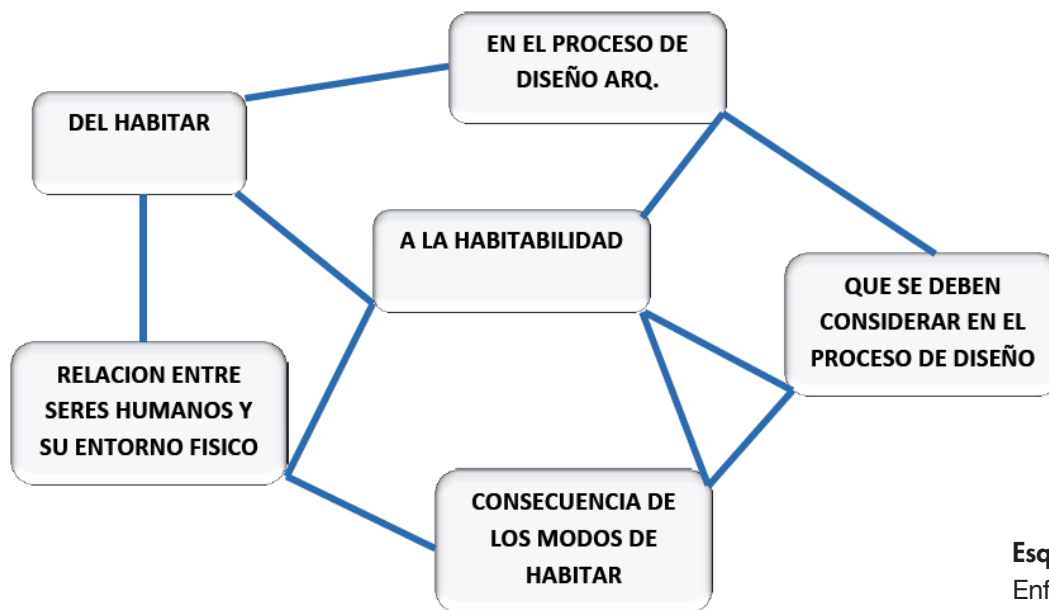 EN EL PROCESO DE
DISEÑO ARQ.
DEL HABITAR
A LA HABITABILIDAD
QUE SE DEBEN
CONSIDERAR EN EL
PROCESO DE DISEÑO
RELACION ENTRE
SERES HUMANOS Y
SU ENTORNO FISICO
CONSECUENCIA DE
LOS MODOS DE
HABITAR
Esq
Enf